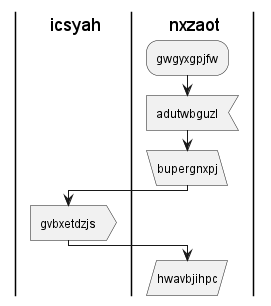 icsyah
nxzaot
gwgyxgpjfw
adutwbguzl
bupergnxpj
gvbxetdzjs
hwavbjihpc